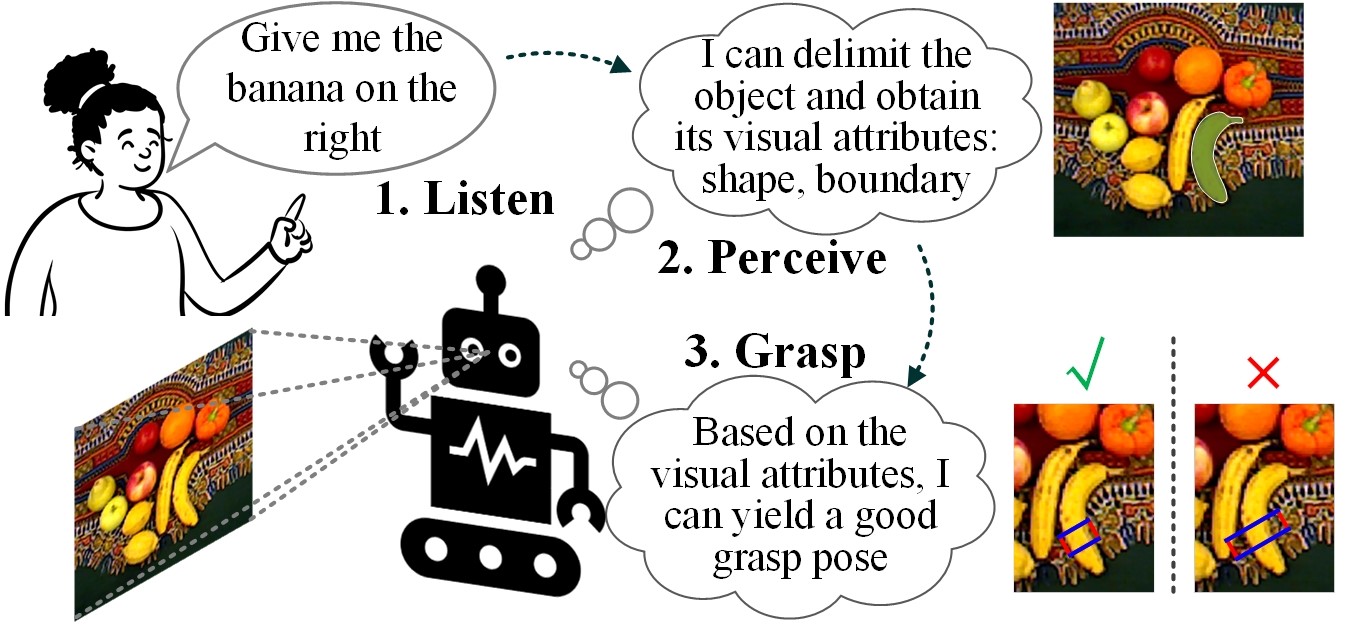 Give me the
banana on the
right
1. Listen
I can delimit the
object and obtain
its visual attributes:
shape, boundary
2. Perceive
3. Grasp
Based on the
visual attributes, I
can yield a good
grasp pose